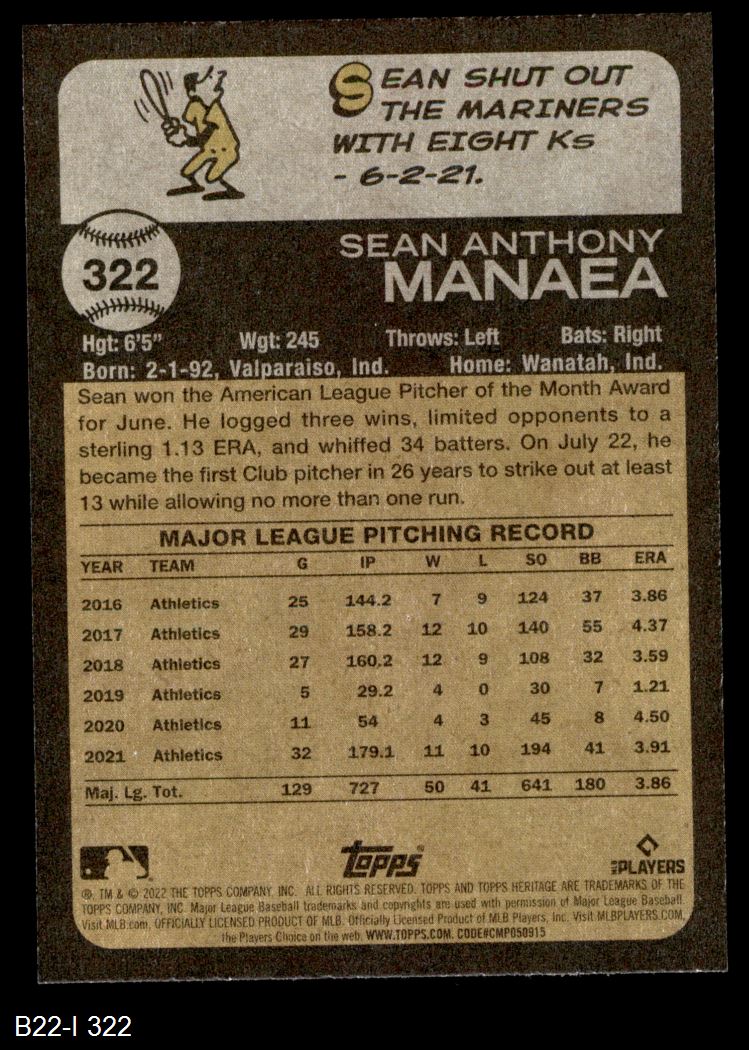 SEAN SHUT OUT
THE MARINERS
WITH EIGHT Ks
- 6-2-21.
322
SEAN ANTHONY
MANAEA
Hgt: 6'5" Wgt: 245 Throws: Left Bats: Right
Born: 2-1-92, Valparaiso, Ind. Home: Wanatah, Ind.
Sean won the American League Pitcher of the Month Award
for June. He logged three wins, limited opponents to a
sterling 1.13 ERA, and whiffed 34 batters. On July 22, he
became the first Club pitcher in 26 years to strike out at least
13 while allowing no more than one run.
MAJOR LEAGUE PITCHING RECORD
YEAR TEAM G IP W L SO BB ERA
2016 Athletics 25 144.2 7 9 124 37 3.86
2017 Athletics 29 158.2 12 10 140 55 4.37
2018 Athletics 27 160.2 12 9 108 32 3.59
2019 Athletics 5 29.2 4 0 30 7 1.21
2020 Athletics 11 54 4 3 45 8 4.50
2021 Athletics 32 179.1 11 10 194 41 3.91
Maj. Lg. Tot. 129 727 50 41 641 180 3.86
Topps
MLB PLAYERS
®, TM & © 2022 THE TOPPS COMPANY, INC. ALL RIGHTS RESERVED. TOPPS AND TOPPS HERITAGE ARE TRADEMARKS OF THE
TOPPS COMPANY, INC. Major League Baseball trademarks and copyrights are used with permission of Major League Baseball.
Visit MLB.com. OFFICIALLY LICENSED PRODUCT OF MLB. Officially Licensed Product of MLB Players, Inc. Visit MLBPLAYERS.COM,
the Players Choice on the web. WWW.TOPPS.COM. CODE#CMP050915
B22-I 322